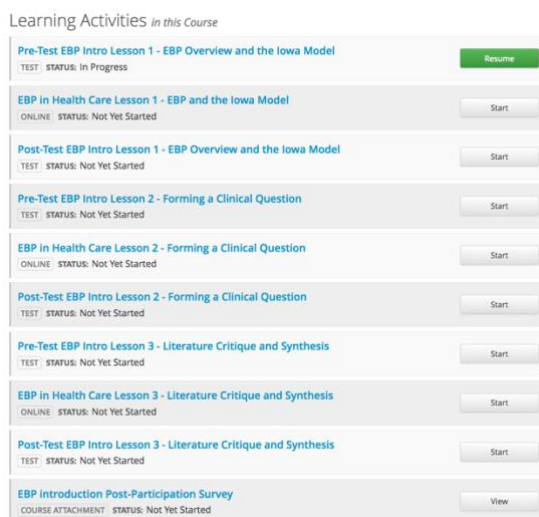 Learning Activities in this Course
Pre-Test EBP Intro Lesson 1 - EBP Overview and the Iowa Model
TEST STATUS: In Progress
Resume
EBP in Health Care Lesson 1 - EBP and the Iowa Model
ONLINE STATUS: Not Yet Started
Start
Post-Test EBP Intro Lesson 1 - EBP Overview and the Iowa Model
TEST STATUS: Not Yet Started
Start
Pre-Test EBP Intro Lesson 2 - Forming a Clinical Question
TEST STATUS: Not Yet Started
Start
EBP in Health Care Lesson 2 - Forming a Clinical Question
ONLINE STATUS: Not Yet Started
Start
Post-Test EBP Intro Lesson 2 - Forming a Clinical Question
TEST STATUS: Not Yet Started
Start
Pre-Test EBP Intro Lesson 3 - Literature Critique and Synthesis
TEST STATUS: Not Yet Started
Start
EBP in Health Care Lesson 3 - Literature Critique and Synthesis
ONLINE STATUS: Not Yet Started
Start
Post-Test EBP Intro Lesson 3 - Literature Critique and Synthesis
TEST STATUS: Not Yet Started
Start
EBP introduction Post-Participation Survey
COURSE ATTACHMENT STATUS: Not Yet Started
View